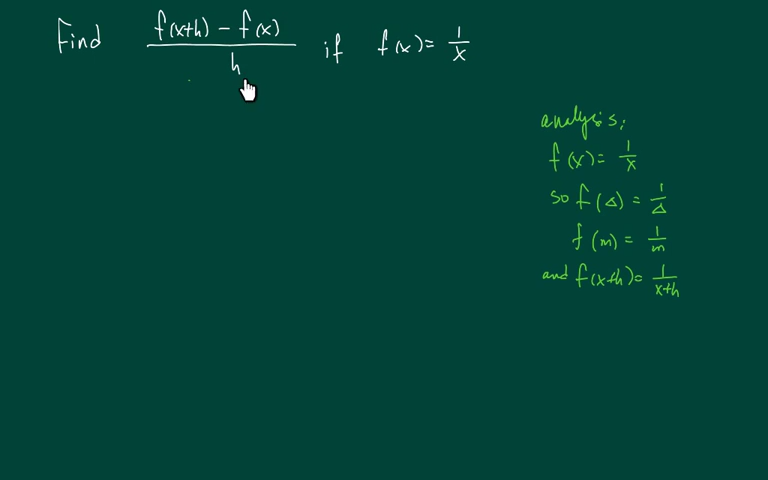 Find (f(x+h) − f(x))/h if f(x) = 1/x
analysis:
f(x) = 1/x
so f(△) = 1/△
f(m) = 1/m
and f(x+h) = 1/(x+h)